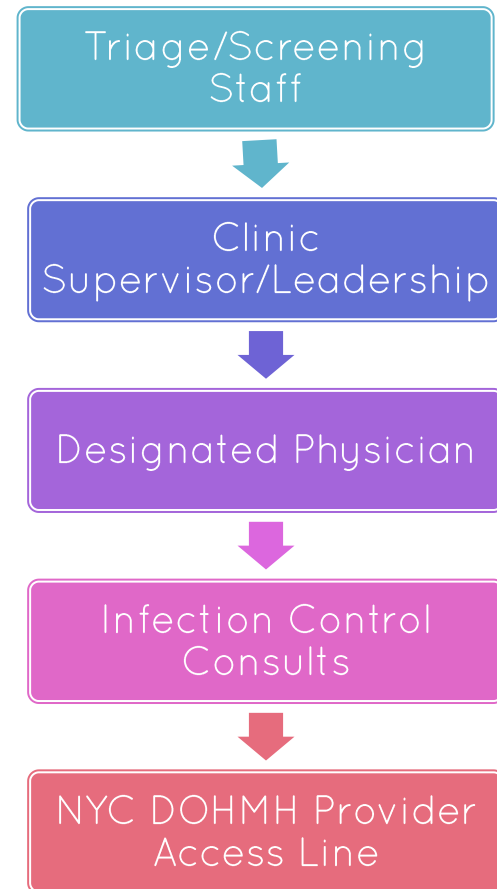 Triage/Screening
Staff
Clinic
Supervisor/Leadership
Designated Physician
Infection Control
Consults
NYC DOHMH Provider
Access Line